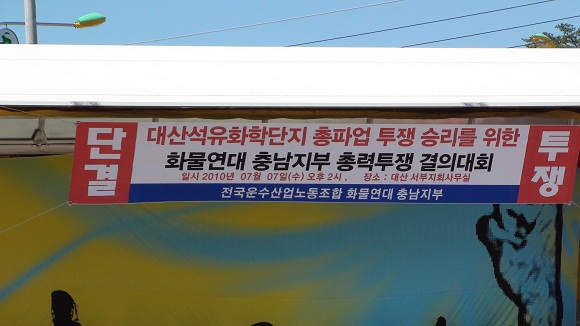 단결
대산석유화학단지 총파업 투쟁 승리를 위한
화물연대 충남지부 총력투쟁 결의대회
일시 2010년 07월 07일(수) 오후 2시, 장소 : 대산 서부지회사무실
전국운수산업노동조합 화물연대 충남지부
투쟁